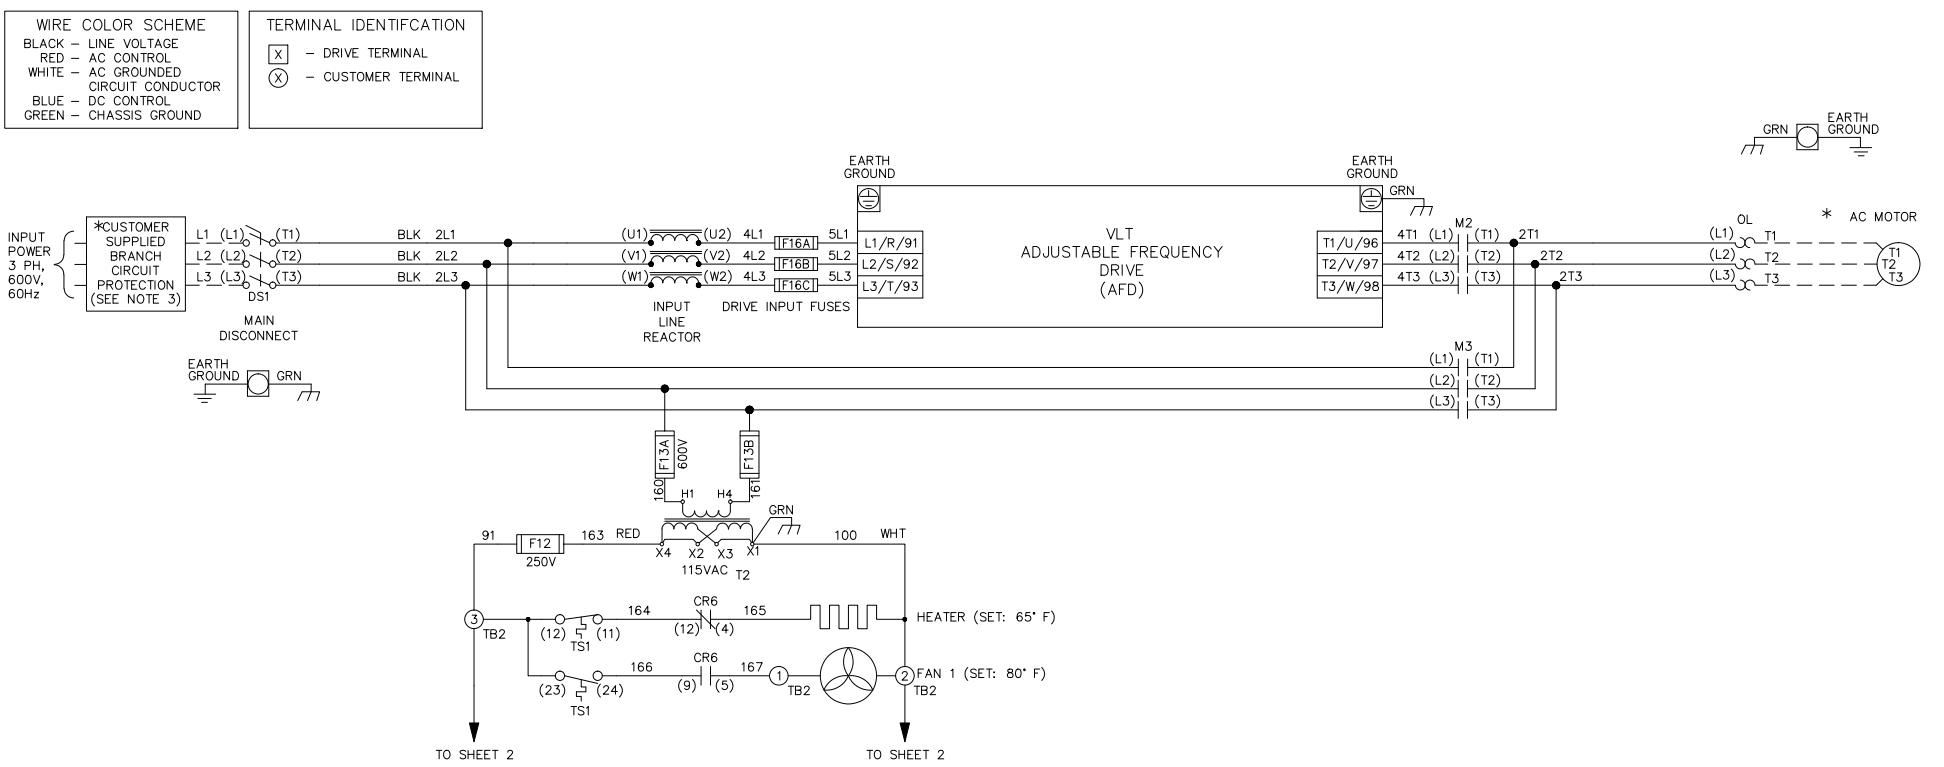 WIRE COLOR SCHEME
BLACK – LINE VOLTAGE
RED – AC CONTROL
WHITE – AC GROUNDED
CIRCUIT CONDUCTOR
BLUE – DC CONTROL
GREEN – CHASSIS GROUND
TERMINAL IDENTIFCATION
X – DRIVE TERMINAL
X – CUSTOMER TERMINAL
GRN
EARTH
GROUND
INPUT
POWER
3 PH,
600V,
60Hz
*CUSTOMER
SUPPLIED
BRANCH
CIRCUIT
PROTECTION
(SEE NOTE 3)
L1 (L1) (T1)
L2 (L2) (T2)
L3 (L3) (T3)
DS1
MAIN
DISCONNECT
EARTH
GROUND
GRN
BLK 2L1
BLK 2L2
BLK 2L3
(U1) (U2) 4L1 F16A 5L1
(V1) (V2) 4L2 F16B 5L2
(W1) (W2) 4L3 F16C 5L3
INPUT
LINE
REACTOR
DRIVE INPUT FUSES
EARTH
GROUND
L1/R/91
L2/S/92
L3/T/93
VLT
ADJUSTABLE FREQUENCY
DRIVE
(AFD)
EARTH
GROUND
GRN
T1/U/96
T2/V/97
T3/W/98
M2
4T1 (L1) (T1) 2T1
4T2 (L2) (T2) 2T2
4T3 (L3) (T3) 2T3
M3
(L1) (T1)
(L2) (T2)
(L3) (T3)
OL
(L1) T1
(L2) T2
(L3) T3
* AC MOTOR
T1
T2
T3
F13A
600V
F13B
160
161
H1 H4
GRN
91 F12 163 RED
250V
X4 X2 X3 X1
115VAC T2
100 WHT
3
TB2
(12) (11)
TS1
164
CR6
(12) (4)
165
HEATER (SET: 65° F)
(23) (24)
TS1
166
CR6
(9) (5)
167
1
TB2
2
TB2
FAN 1 (SET: 80° F)
TO SHEET 2
TO SHEET 2